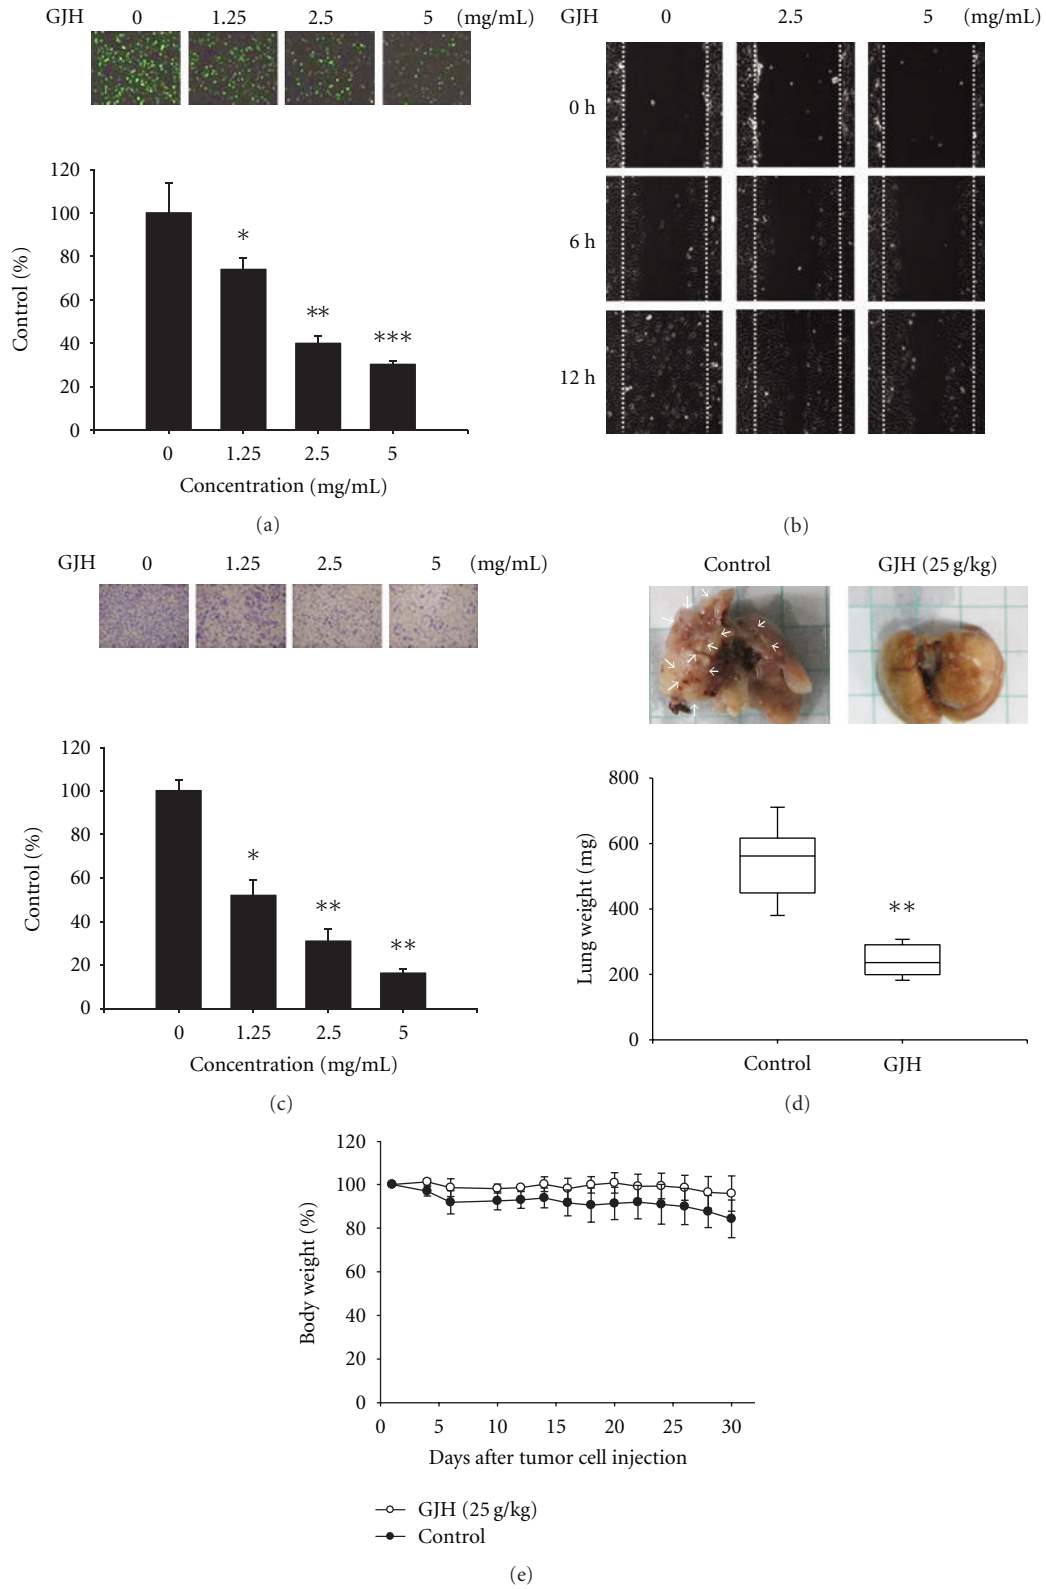 GJH 0 1.25 2.5 5 (mg/mL)
120
100
80
60
40
20
0
Control (%)
*
**
***
0 1.25 2.5 5
Concentration (mg/mL)
(a)
GJH 0 2.5 5 (mg/mL)
0 h
6 h
12 h
(b)
GJH 0 1.25 2.5 5 (mg/mL)
120
100
80
60
40
20
0
Control (%)
*
**
**
0 1.25 2.5 5
Concentration (mg/mL)
(c)
Control GJH (25 g/kg)
800
600
400
200
0
Lung weight (mg)
**
Control GJH
(d)
120
100
80
60
40
20
0
Body weight (%)
0 5 10 15 20 25 30
Days after tumor cell injection
GJH (25 g/kg)
Control
(e)